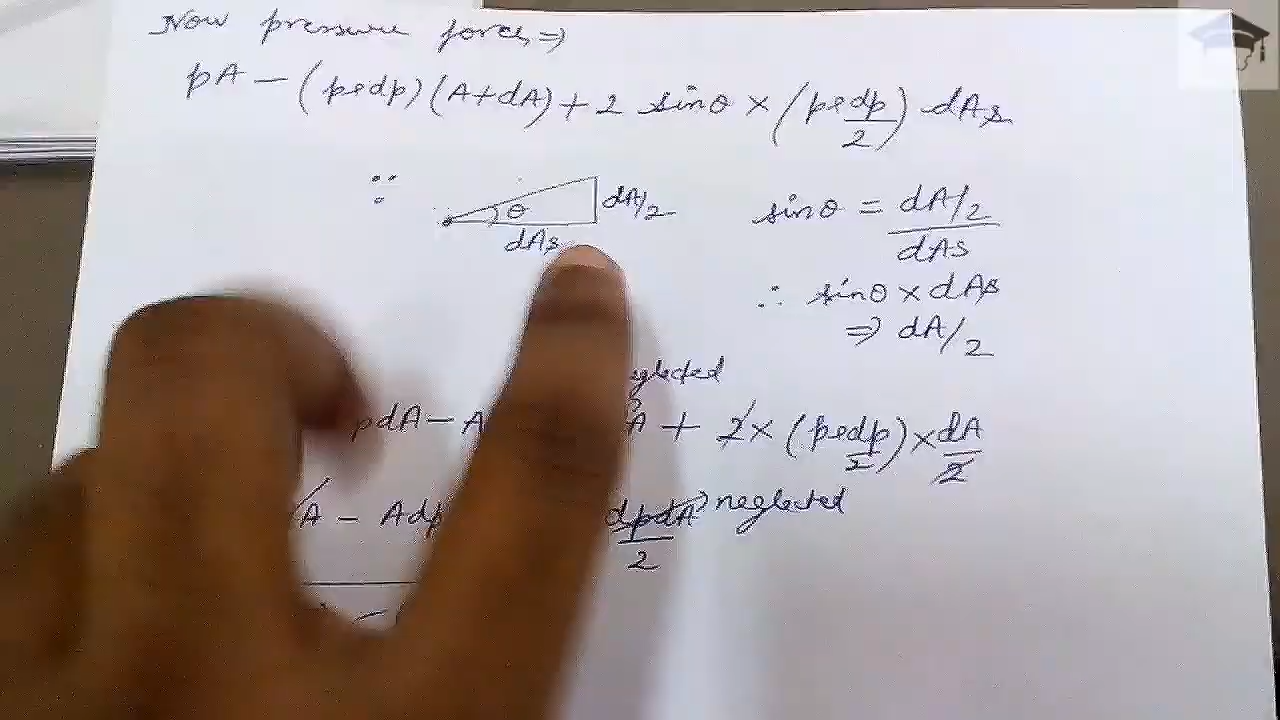 Now pressure forces ⇒
pA − (p+dp)(A+dA) + 2 sinθ × (p+dp/2) dAs
∵ θ dA/2 sinθ = dA/2 / dAs
dAs
∴ sinθ × dAs
⇒ dA/2
neglected
pdA − A + 2 × (p+dp/2) × dA/2
A − Adp dpdA/2 neglected